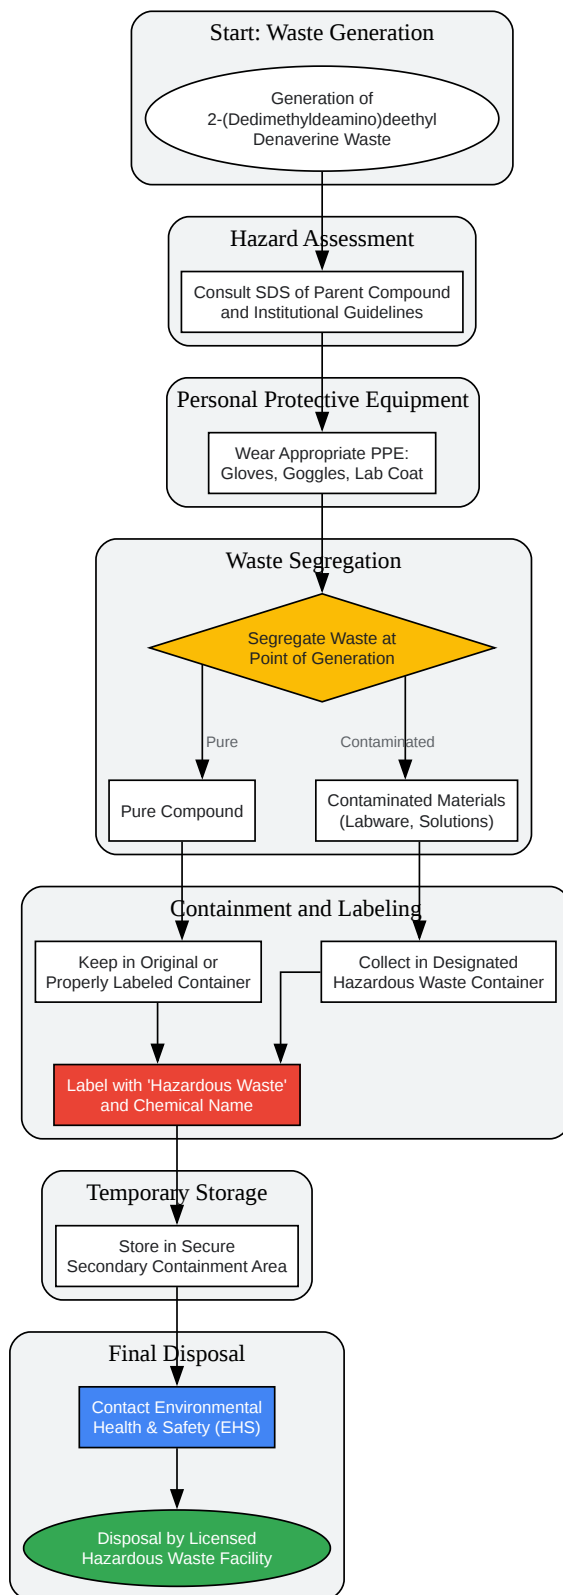 Start: Waste Generation
Generation of
2-(Dedimethyldeamino)deethyl
Denaverine Waste
Hazard Assessment
Consult SDS of Parent Compound
and Institutional Guidelines
Personal Protective Equipment
Wear Appropriate PPE:
Gloves, Goggles, Lab Coat
Waste Segregation
Segregate Waste at
Point of Generation
Pure
Contaminated
Pure Compound
Contaminated Materials
(Labware, Solutions)
Containment and Labeling
Keep in Original or
Properly Labeled Container
Collect in Designated
Hazardous Waste Container
Label with 'Hazardous Waste'
and Chemical Name
Temporary Storage
Store in Secure
Secondary Containment Area
Final Disposal
Contact Environmental
Health & Safety (EHS)
Disposal by Licensed
Hazardous Waste Facility